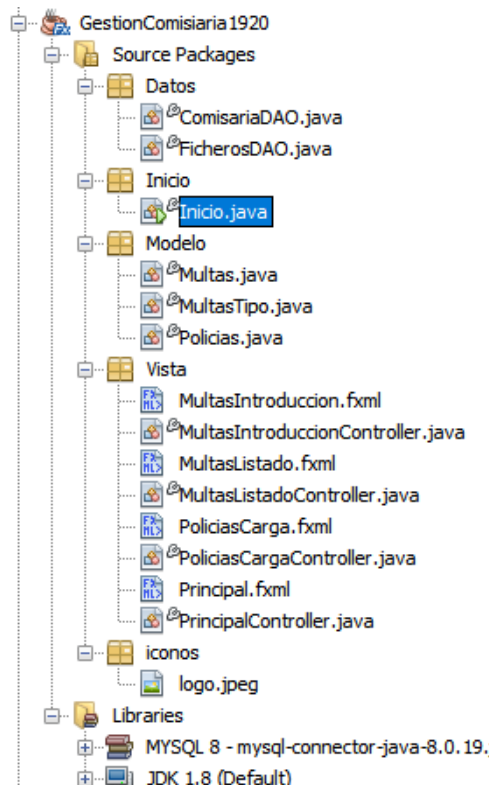 GestionComisiaria1920
Source Packages
Datos
ComisariaDAO.java
FicherosDAO.java
Inicio
Inicio.java
Modelo
Multas.java
MultasTipo.java
Policias.java
Vista
MultasIntroduccion.fxml
MultasIntroduccionController.java
MultasListado.fxml
MultasListadoController.java
PoliciasCarga.fxml
PoliciasCargaController.java
Principal.fxml
PrincipalController.java
iconos
logo.jpeg
Libraries
MYSQL 8 - mysql-connector-java-8.0.19.
JDK 1.8 (Default)